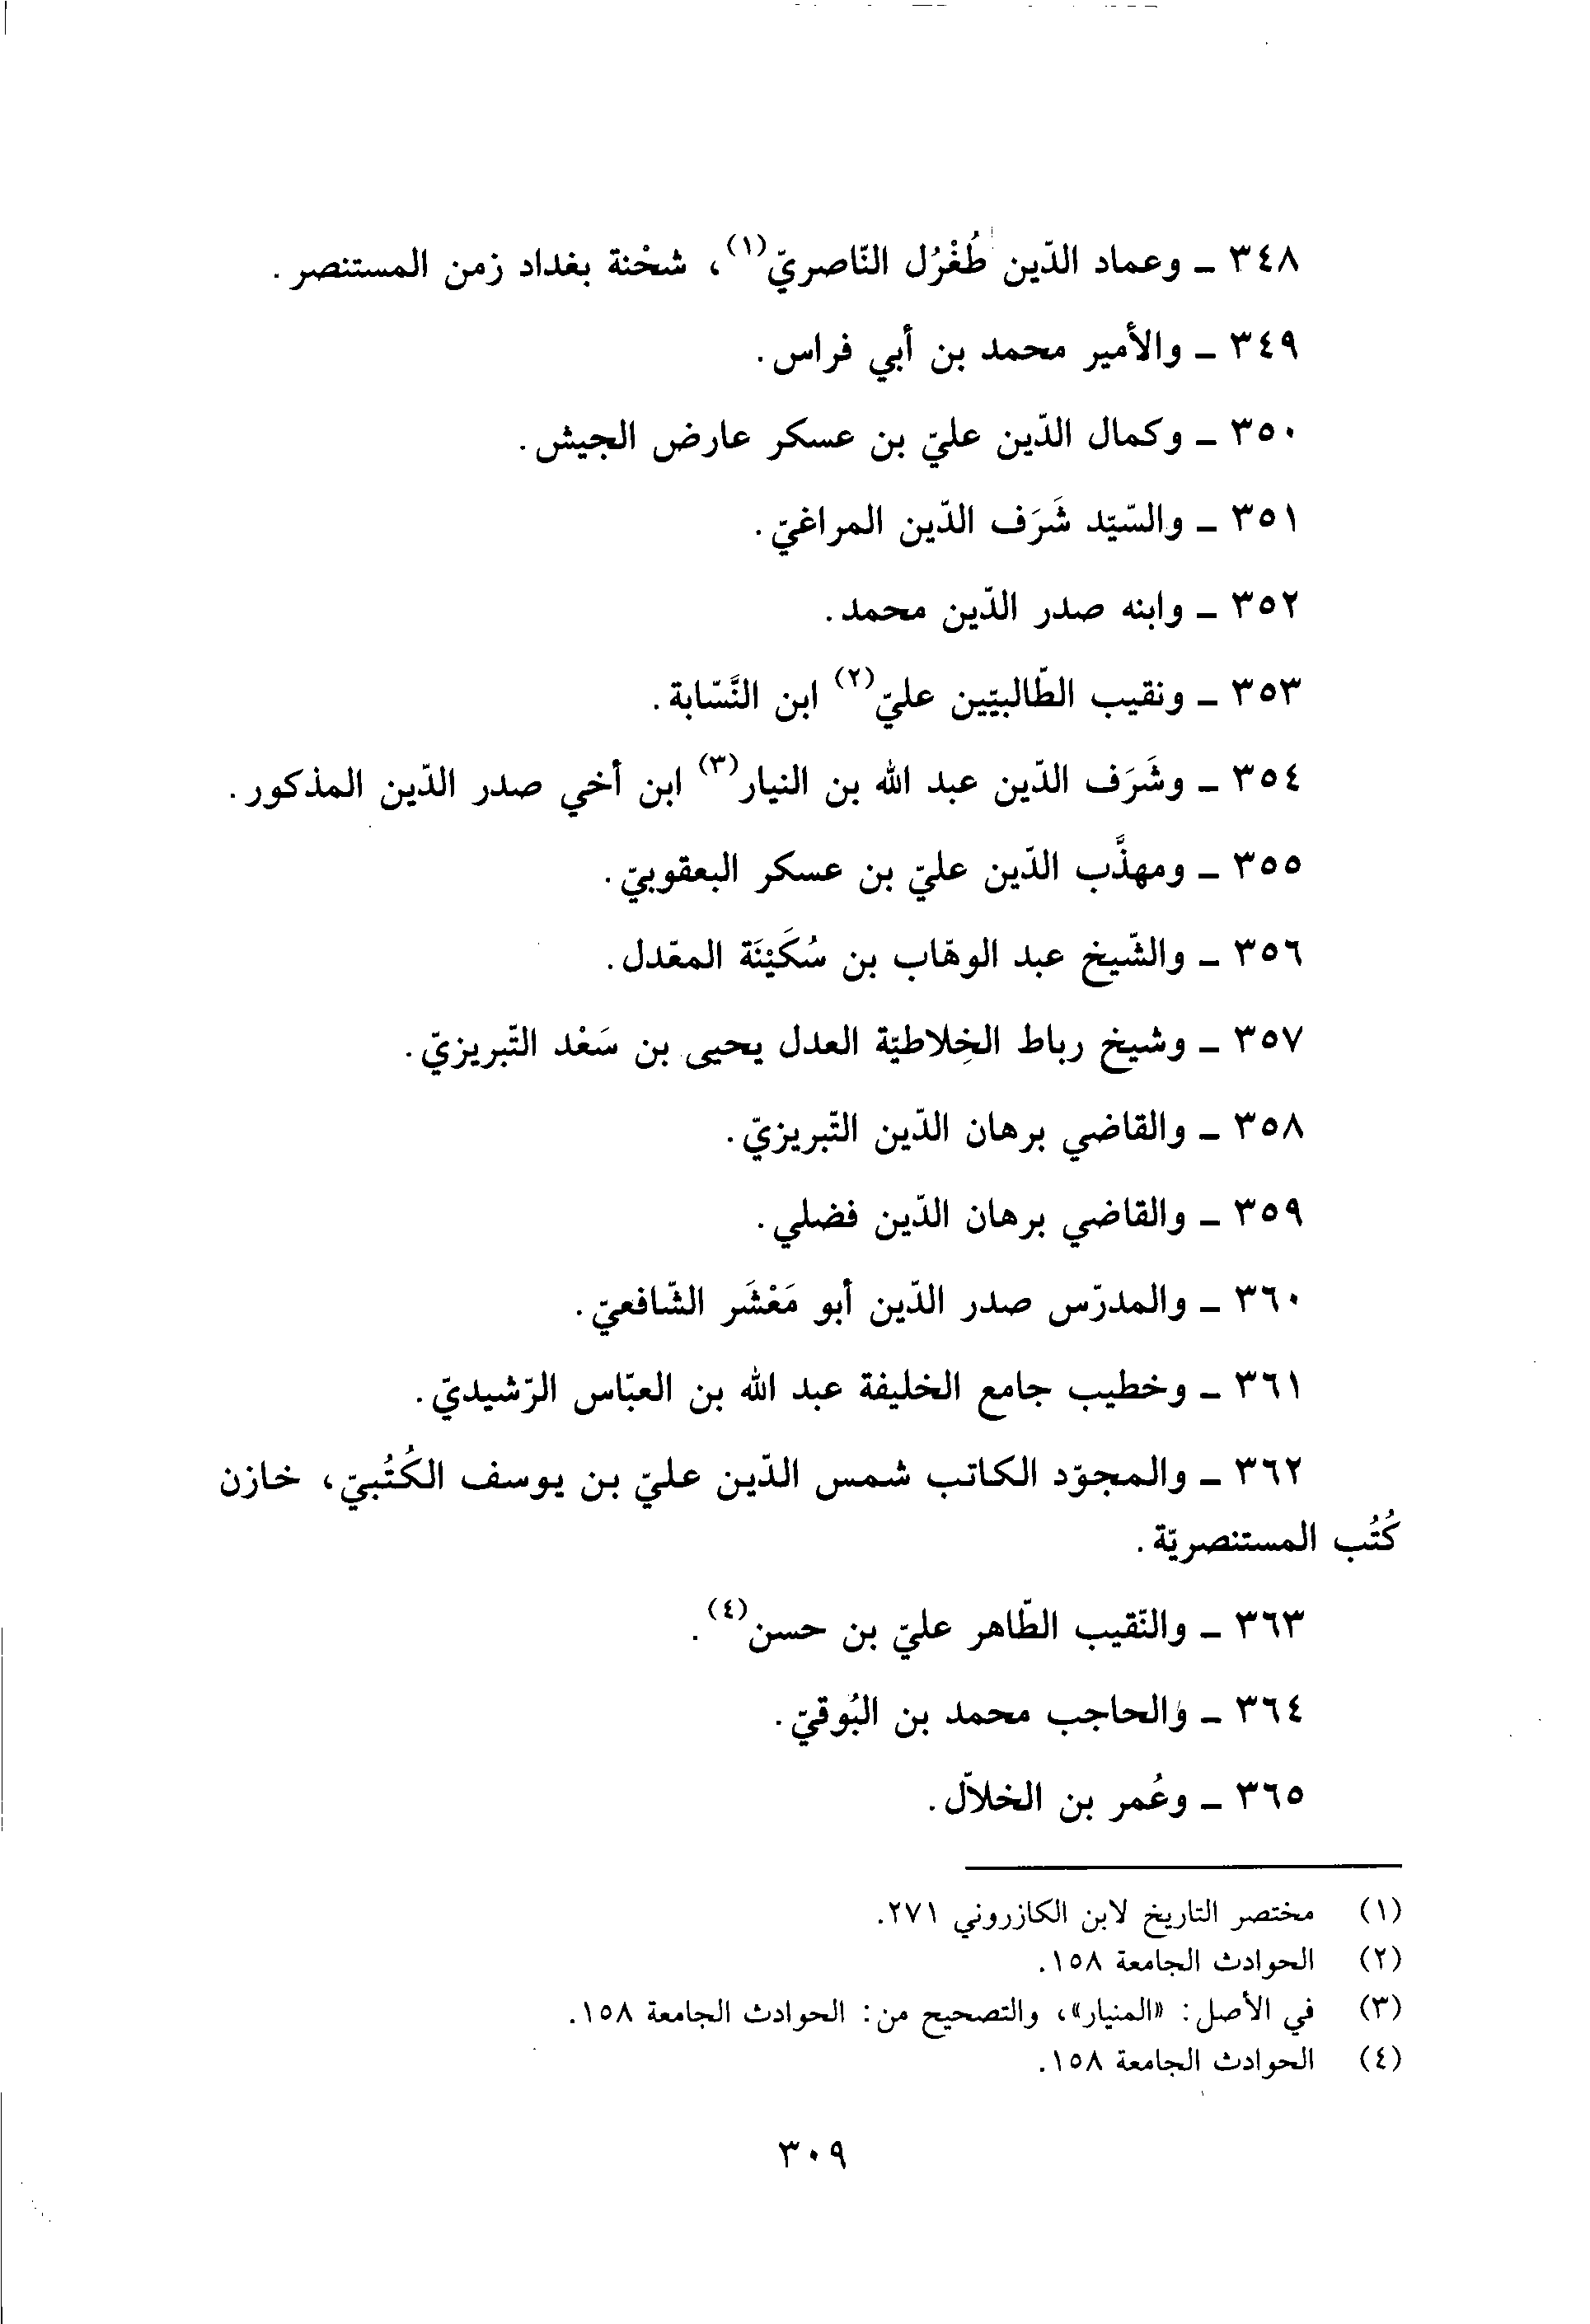 ٣٤٨ - وعماد الدّين طُغْرُل النّاصريّ(١)، شحْنة بغداد زمن المستنصر.
٣٤٩ - والأمير محمد بن أبي فراس.
٣٥٠ - وكمال الدّين عليّ بن عسكر عارض الجيش.
٣٥١ - والسّيّد شَرَف الدّين المراغيّ.
٣٥٢ - وابنه صدر الدّين محمد.
٣٥٣ - ونقيب الطّالبيّين عليّ(٢) ابن النَّسّابة.
٣٥٤ - وشَرَف الدّين عبد الله بن النيار(٣) ابن أخي صدر الدّين المذكور.
٣٥٥ - ومهذَّب الدّين عليّ بن عسكر البعقوبيّ.
٣٥٦ - والشّيخ عبد الوهّاب بن سُكَيْنَة المعّدل.
٣٥٧ - وشيخ رباط الخِلاطيّة العدل يحيى بن سَعْد التّبريزيّ.
٣٥٨ - والقاضي برهان الدّين التّبريزيّ.
٣٥٩ - والقاضي برهان الدّين فضلي.
٣٦٠ - والمدرّس صدر الدّين أبو مَعْشَر الشّافعيّ.
٣٦١ - وخطيب جامع الخليفة عبد الله بن العبّاس الرّشيديّ.
٣٦٢ - والمجوّد الكاتب شمس الدّين عليّ بن يوسف الكُتُبيّ، خازن
كُتُب المستنصريّة.
٣٦٣ - والنّقيب الطّاهر عليّ بن حسن(٤).
٣٦٤ - والحاجب محمد بن البُوقيّ.
٣٦٥ - وعُمر بن الخلاّل.
(١) مختصر التاريخ لابن الكازروني ٢٧١.
(٢) الحوادث الجامعة ١٥٨.
(٣) في الأصل: «المنيار»، والتصحيح من: الحوادث الجامعة ١٥٨.
(٤) الحوادث الجامعة ١٥٨.
٣٠٩